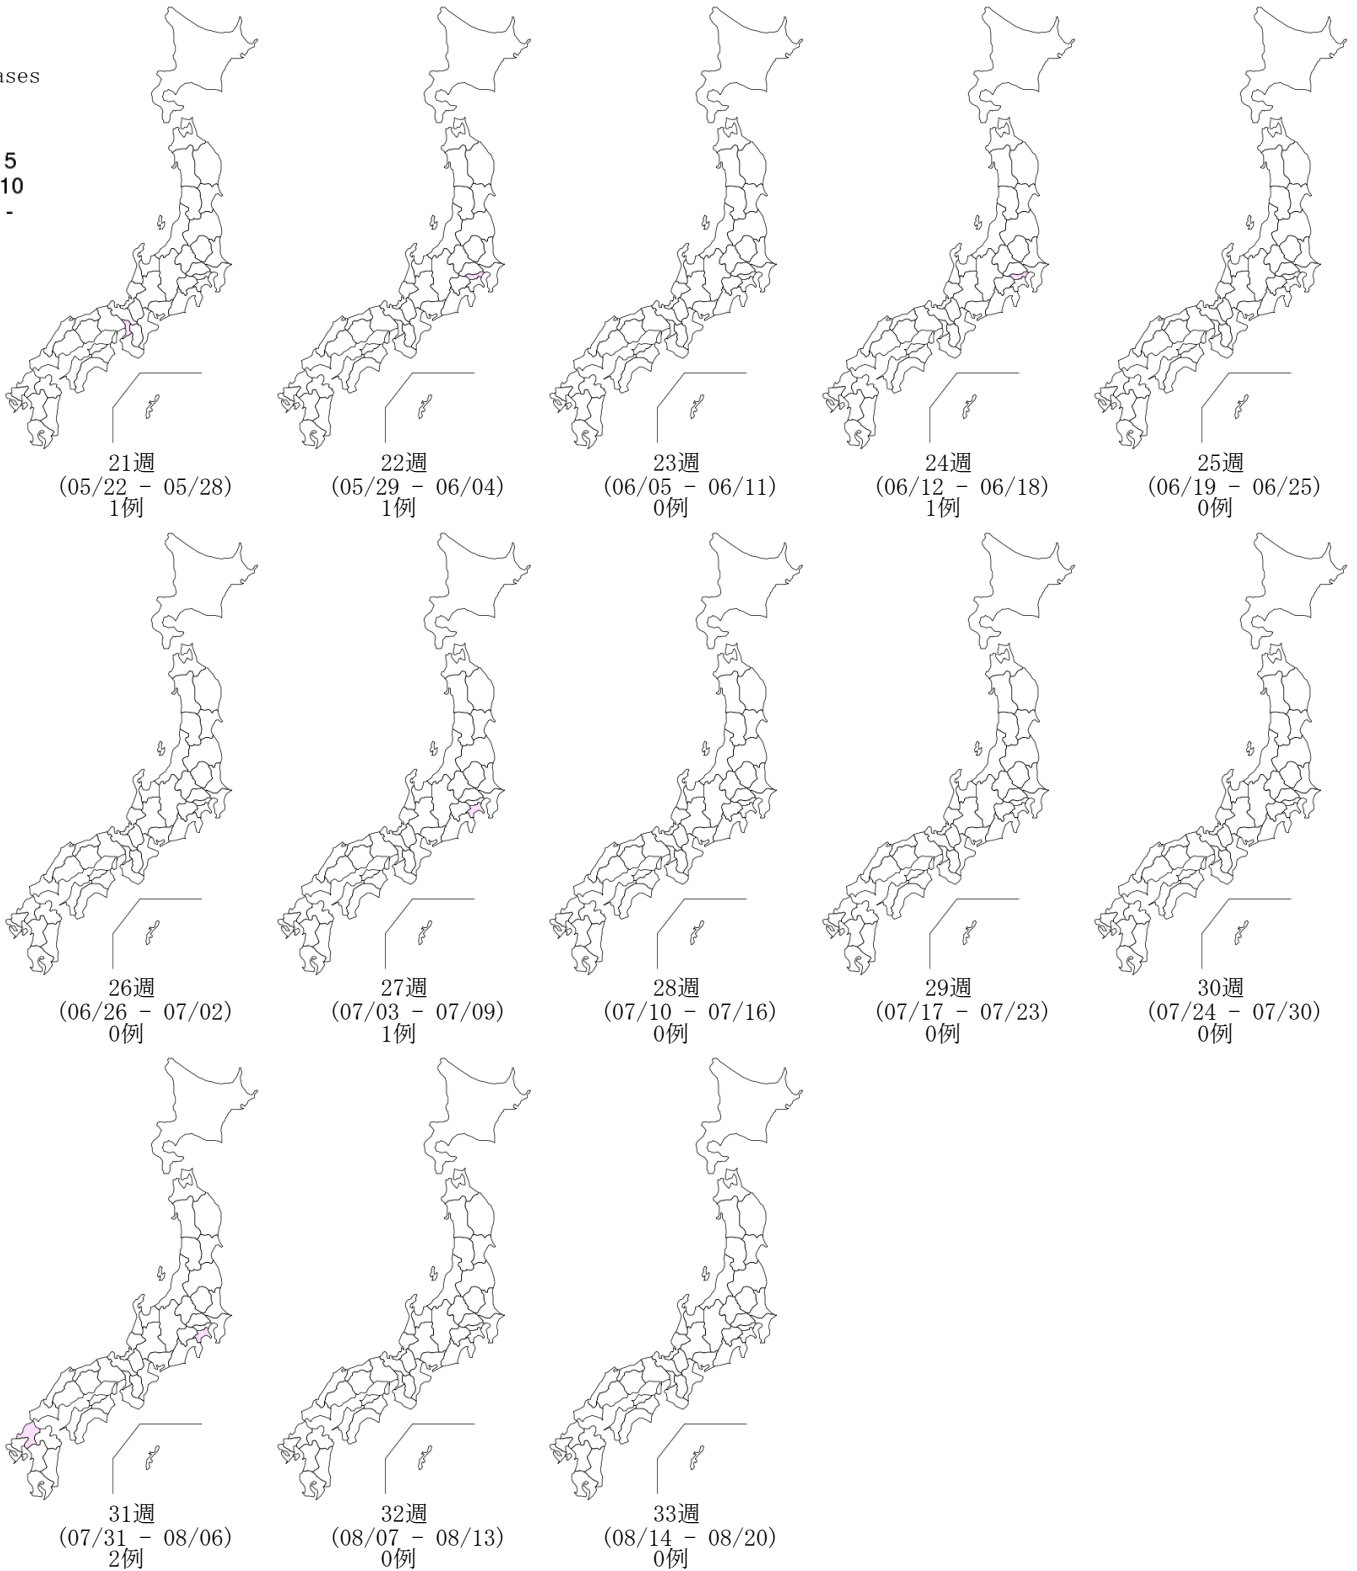 ases
5
10
-
21週
(05/22 - 05/28)
1例
22週
(05/29 - 06/04)
1例
23週
(06/05 - 06/11)
0例
24週
(06/12 - 06/18)
1例
25週
(06/19 - 06/25)
0例
26週
(06/26 - 07/02)
0例
27週
(07/03 - 07/09)
1例
28週
(07/10 - 07/16)
0例
29週
(07/17 - 07/23)
0例
30週
(07/24 - 07/30)
0例
31週
(07/31 - 08/06)
2例
32週
(08/07 - 08/13)
0例
33週
(08/14 - 08/20)
0例